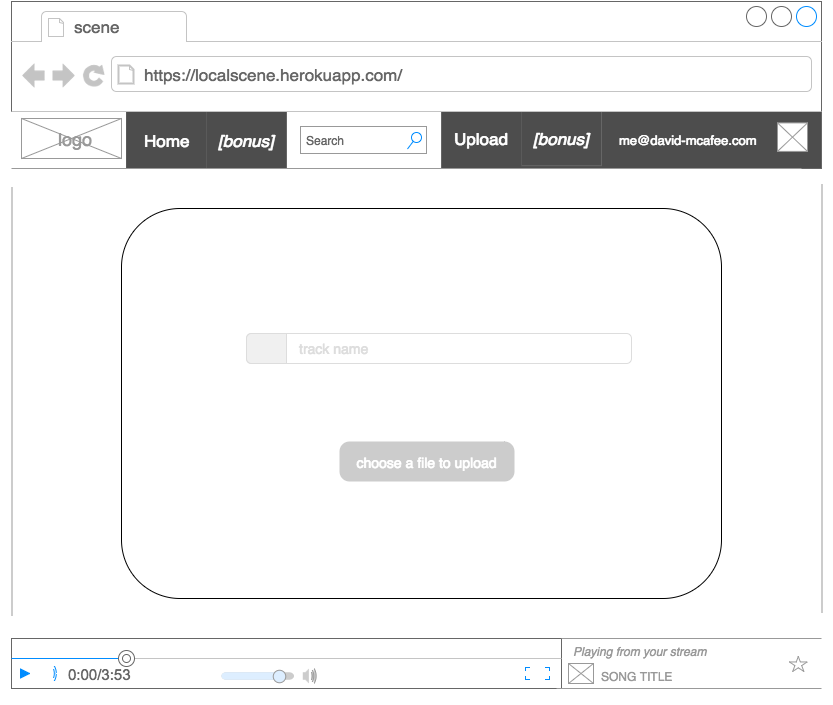 scene
https://localscene.herokuapp.com/
logo
Home
[bonus]
Search
Upload
[bonus]
me@david-mcafee.com
track name
choose a file to upload
0:00/3:53
Playing from your stream
SONG TITLE